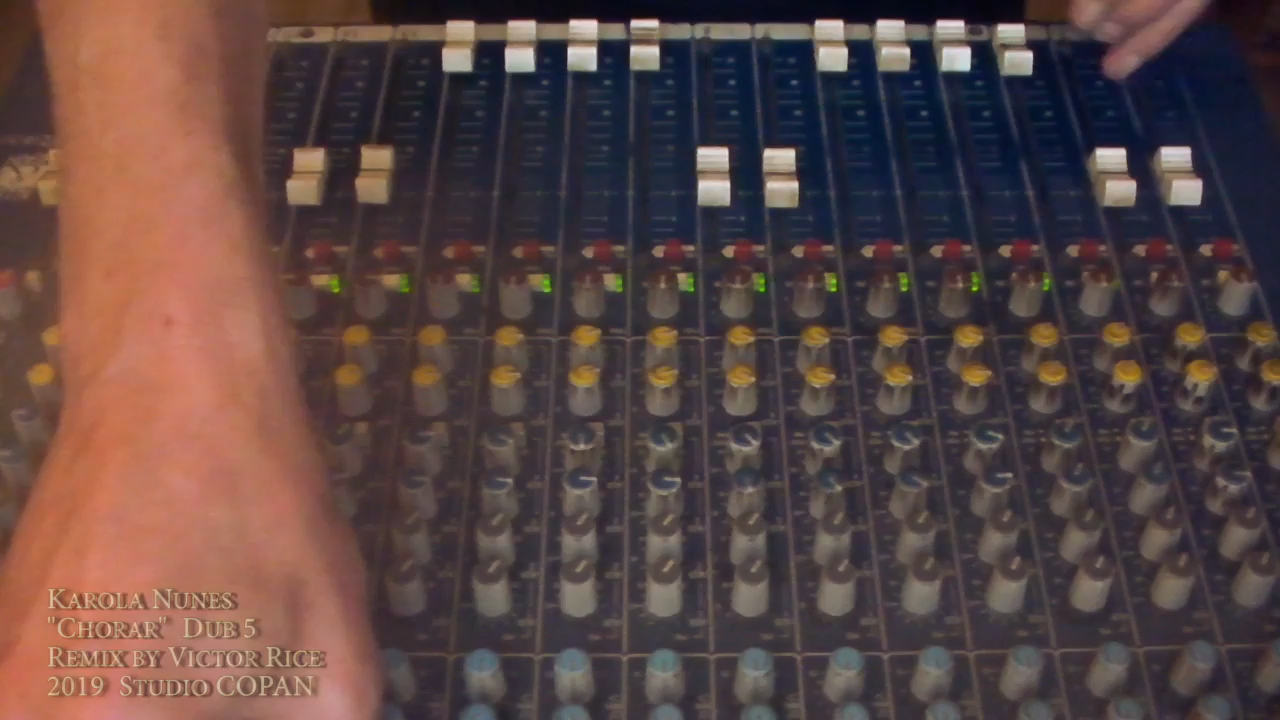 Karola Nunes
"Chorar" Dub 5
Remix by Victor Rice
2019 Studio COPAN